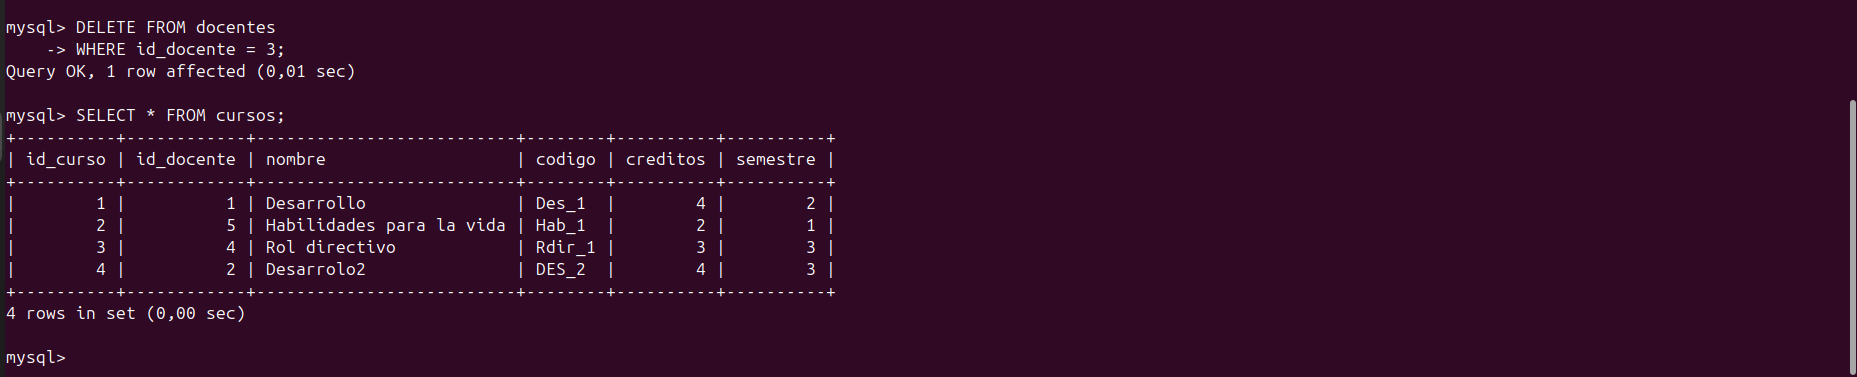 mysql> DELETE FROM docentes
    -> WHERE id_docente = 3;
Query OK, 1 row affected (0,01 sec)

mysql> SELECT * FROM cursos;
+----------+------------+--------------------------+--------+----------+----------+
| id_curso | id_docente | nombre                   | codigo | creditos | semestre |
+----------+------------+--------------------------+--------+----------+----------+
|        1 |          1 | Desarrollo               | Des_1  |        4 |        2 |
|        2 |          5 | Habilidades para la vida | Hab_1  |        2 |        1 |
|        3 |          4 | Rol directivo            | Rdir_1 |        3 |        3 |
|        4 |          2 | Desarrolo2               | DES_2  |        4 |        3 |
+----------+------------+--------------------------+--------+----------+----------+
4 rows in set (0,00 sec)

mysql>